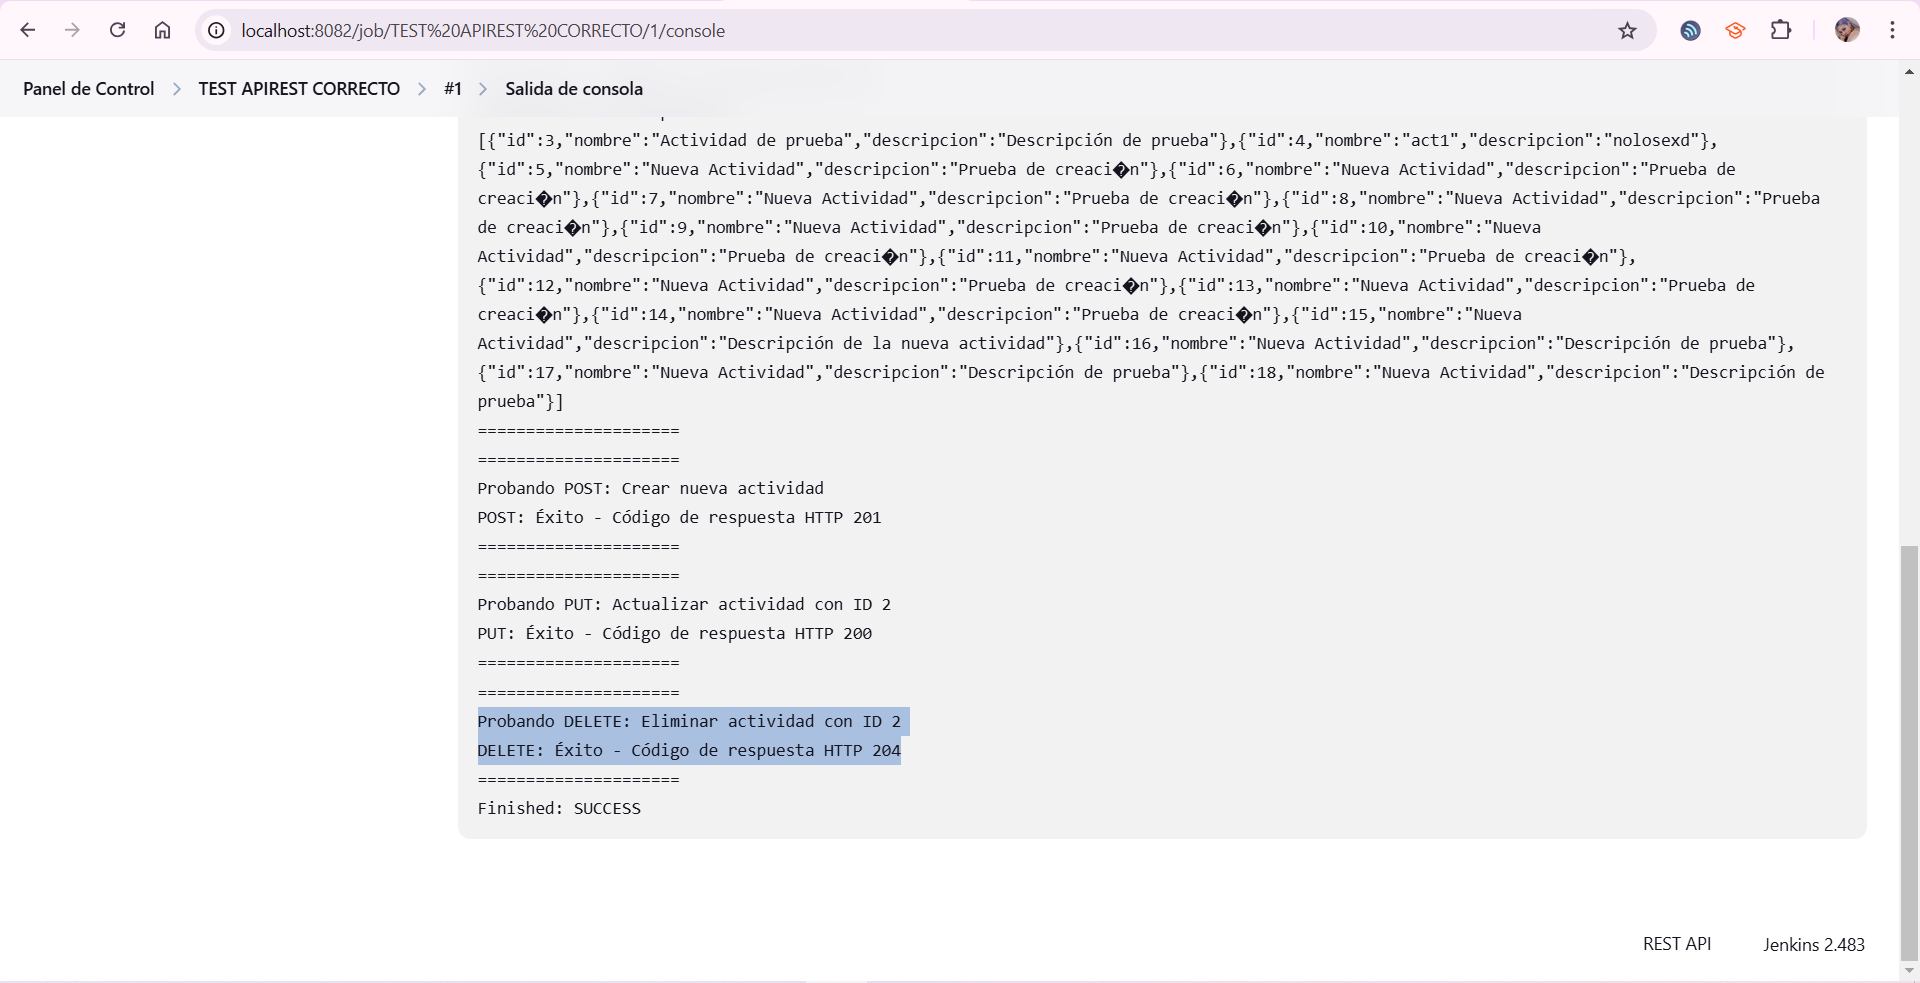 localhost:8082/job/TEST%20APIREST%20CORRECTO/1/console
Panel de Control > TEST APIREST CORRECTO > #1 > Salida de consola
[{"id":3,"nombre":"Actividad de prueba","descripcion":"Descripción de prueba"},{"id":4,"nombre":"act1","descripcion":"nolosexd"},
{"id":5,"nombre":"Nueva Actividad","descripcion":"Prueba de creaci�n"},{"id":6,"nombre":"Nueva Actividad","descripcion":"Prueba de
creaci�n"},{"id":7,"nombre":"Nueva Actividad","descripcion":"Prueba de creaci�n"},{"id":8,"nombre":"Nueva Actividad","descripcion":"Prueba
de creaci�n"},{"id":9,"nombre":"Nueva Actividad","descripcion":"Prueba de creaci�n"},{"id":10,"nombre":"Nueva
Actividad","descripcion":"Prueba de creaci�n"},{"id":11,"nombre":"Nueva Actividad","descripcion":"Prueba de creaci�n"},
{"id":12,"nombre":"Nueva Actividad","descripcion":"Prueba de creaci�n"},{"id":13,"nombre":"Nueva Actividad","descripcion":"Prueba de
creaci�n"},{"id":14,"nombre":"Nueva Actividad","descripcion":"Prueba de creaci�n"},{"id":15,"nombre":"Nueva
Actividad","descripcion":"Descripción de la nueva actividad"},{"id":16,"nombre":"Nueva Actividad","descripcion":"Descripción de prueba"},
{"id":17,"nombre":"Nueva Actividad","descripcion":"Descripción de prueba"},{"id":18,"nombre":"Nueva Actividad","descripcion":"Descripción de
prueba"}]
=====================
=====================
Probando POST: Crear nueva actividad
POST: Éxito - Código de respuesta HTTP 201
=====================
=====================
Probando PUT: Actualizar actividad con ID 2
PUT: Éxito - Código de respuesta HTTP 200
=====================
=====================
Probando DELETE: Eliminar actividad con ID 2
DELETE: Éxito - Código de respuesta HTTP 204
=====================
Finished: SUCCESS
REST API
Jenkins 2.483